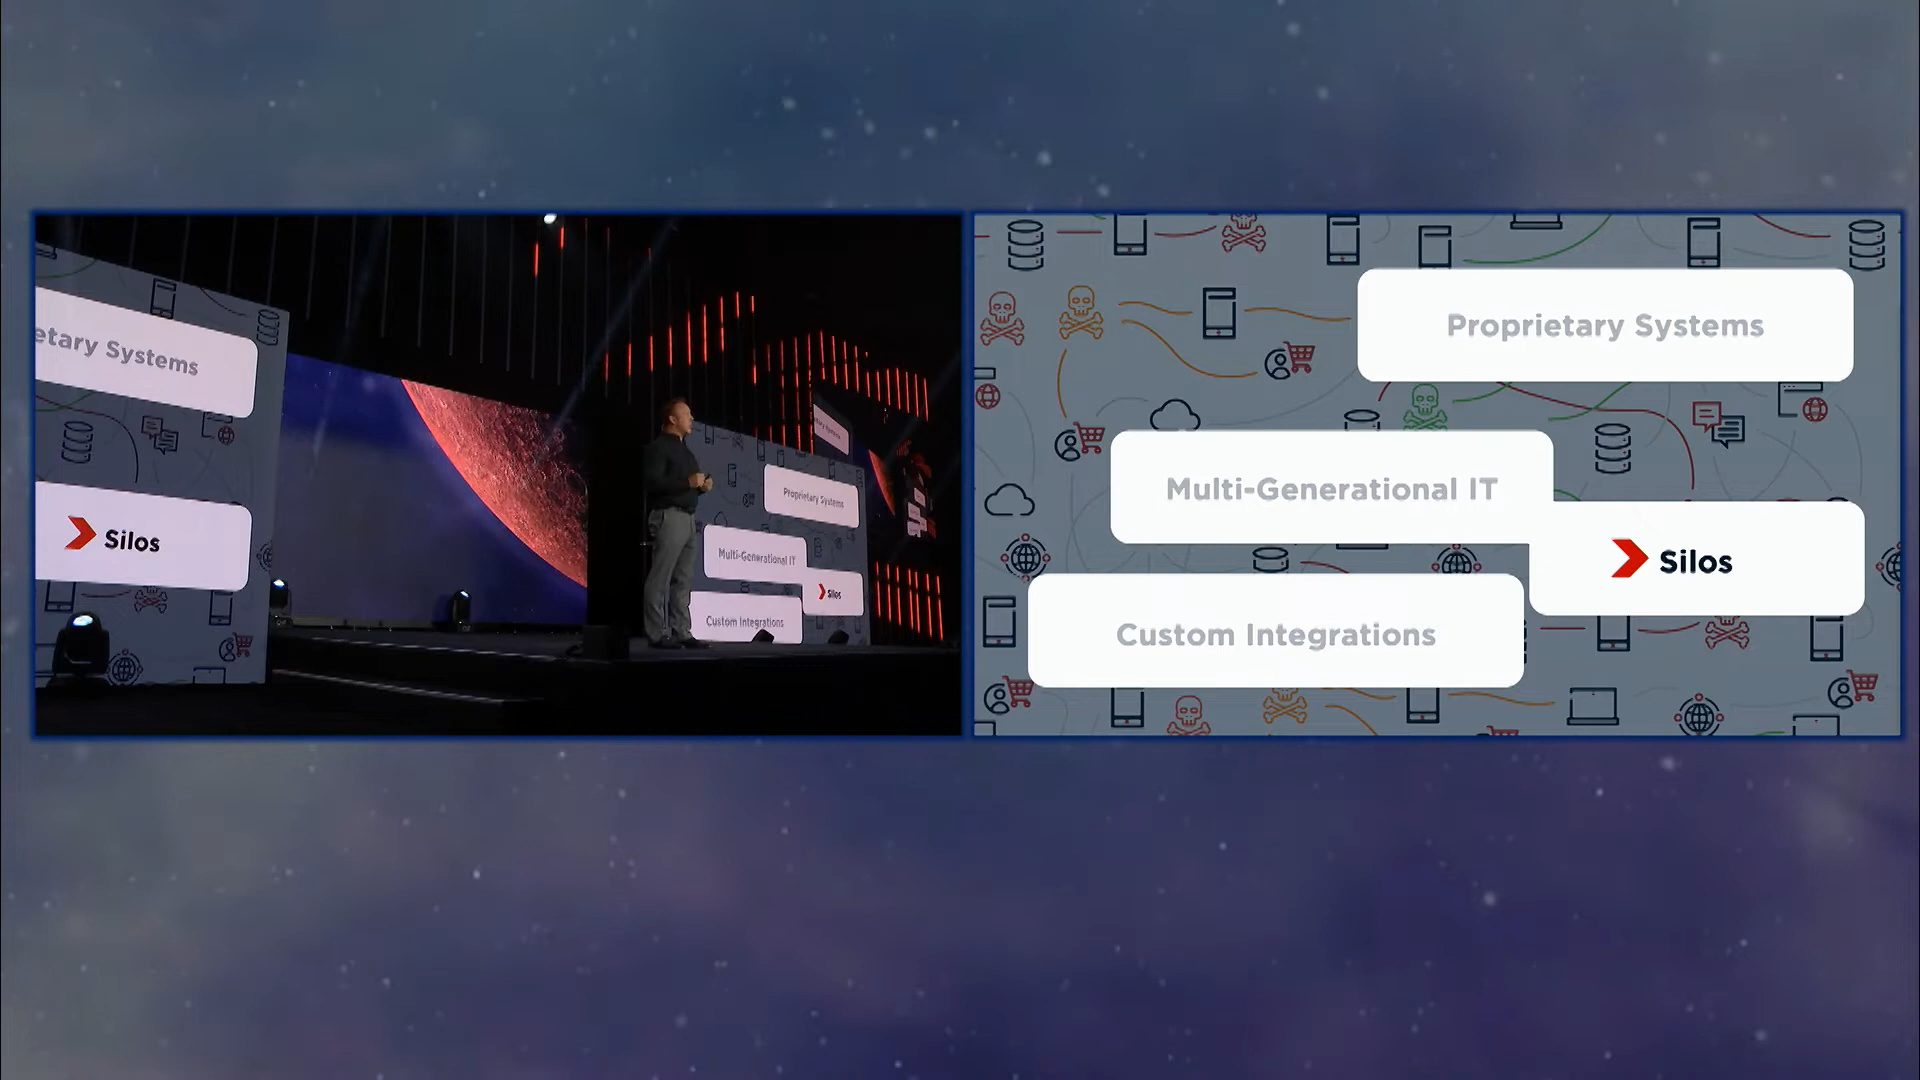 etary Systems
Silos
Proprietary Systems
Multi-Generational IT
Silos
Custom Integrations
Proprietary Systems
Multi-Generational IT
Silos
Custom Integrations